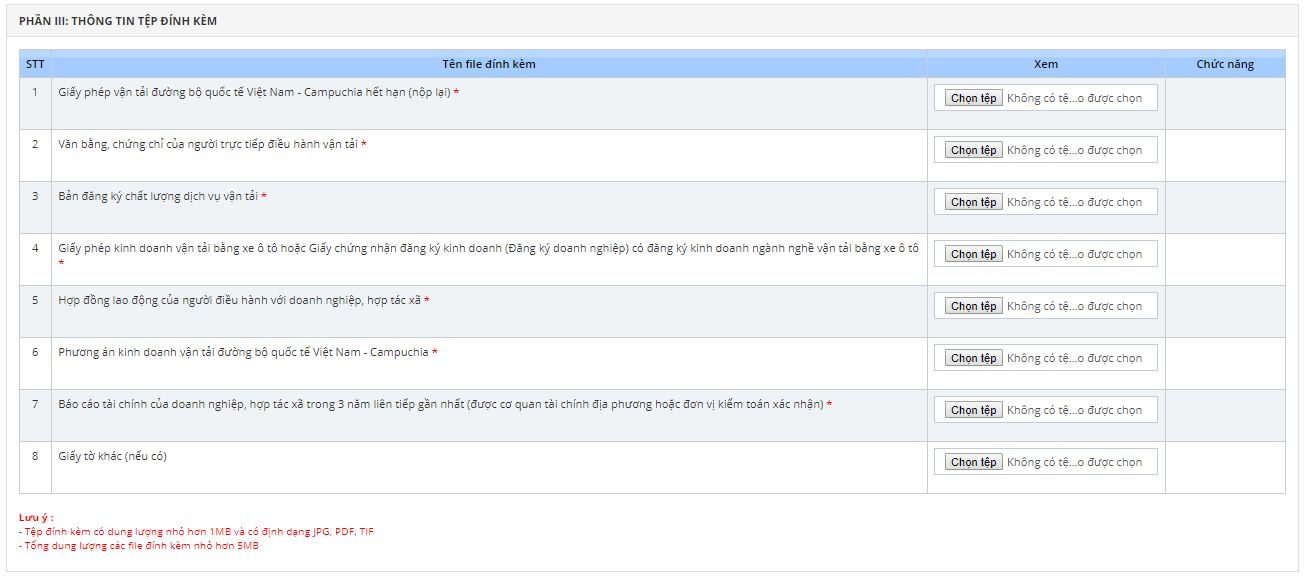 PHẦN III: THÔNG TIN TỆP ĐÍNH KÈM
STT Tên file đính kèm Xem Chức năng
1 Giấy phép vận tải đường bộ quốc tế Việt Nam - Campuchia hết hạn (nộp lại) * Chọn tệp Không có tệ...o được chọn
2 Văn bằng, chứng chỉ của người trực tiếp điều hành vận tải * Chọn tệp Không có tệ...o được chọn
3 Bản đăng ký chất lượng dịch vụ vận tải * Chọn tệp Không có tệ...o được chọn
4 Giấy phép kinh doanh vận tải bằng xe ô tô hoặc Giấy chứng nhận đăng ký kinh doanh (Đăng ký doanh nghiệp) có đăng ký kinh doanh ngành nghề vận tải bằng xe ô tô Chọn tệp Không có tệ...o được chọn
*
5 Hợp đồng lao động của người điều hành với doanh nghiệp, hợp tác xã * Chọn tệp Không có tệ...o được chọn
6 Phương án kinh doanh vận tải đường bộ quốc tế Việt Nam - Campuchia * Chọn tệp Không có tệ...o được chọn
7 Báo cáo tài chính của doanh nghiệp, hợp tác xã trong 3 năm liên tiếp gần nhất (được cơ quan tài chính địa phương hoặc đơn vị kiểm toán xác nhận) * Chọn tệp Không có tệ...o được chọn
8 Giấy tờ khác (nếu có) Chọn tệp Không có tệ...o được chọn
Lưu ý :
- Tệp đính kèm có dung lượng nhỏ hơn 1MB và có định dạng JPG, PDF, TIF
- Tổng dung lượng các file đính kèm nhỏ hơn 5MB